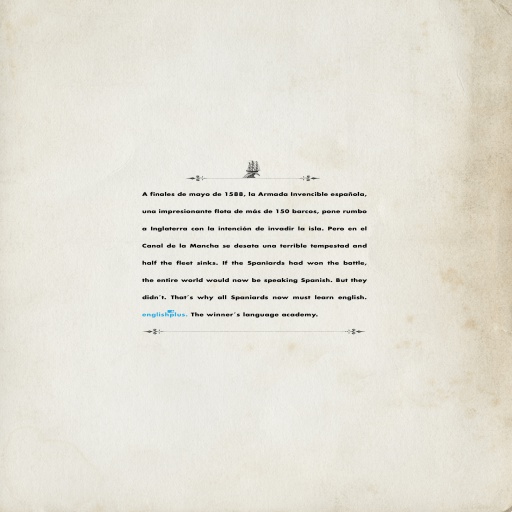 A finales de mayo de 1588, la Armada Invencible española,
una impresionante flota de más de 150 barcos, pone rumbo
a Inglaterra con la intención de invadir la isla. Pero en el
Canal de la Mancha se desata una terrible tempestad and
half the fleet sinks. If the Spaniards had won the battle,
the entire world would now be speaking Spanish. But they
didn't. That's why all Spaniards now must learn english.
englishplus. The winner's language academy.